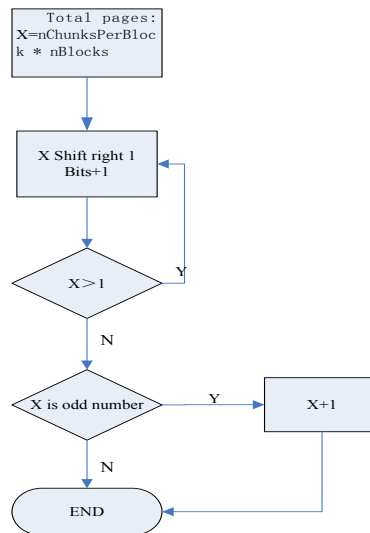 Total pages:
X=nChunksPerBloc
k * nBlocks
X Shift right 1
Bits+1
Y
X＞1
N
X is odd number
Y
X+1
N
END